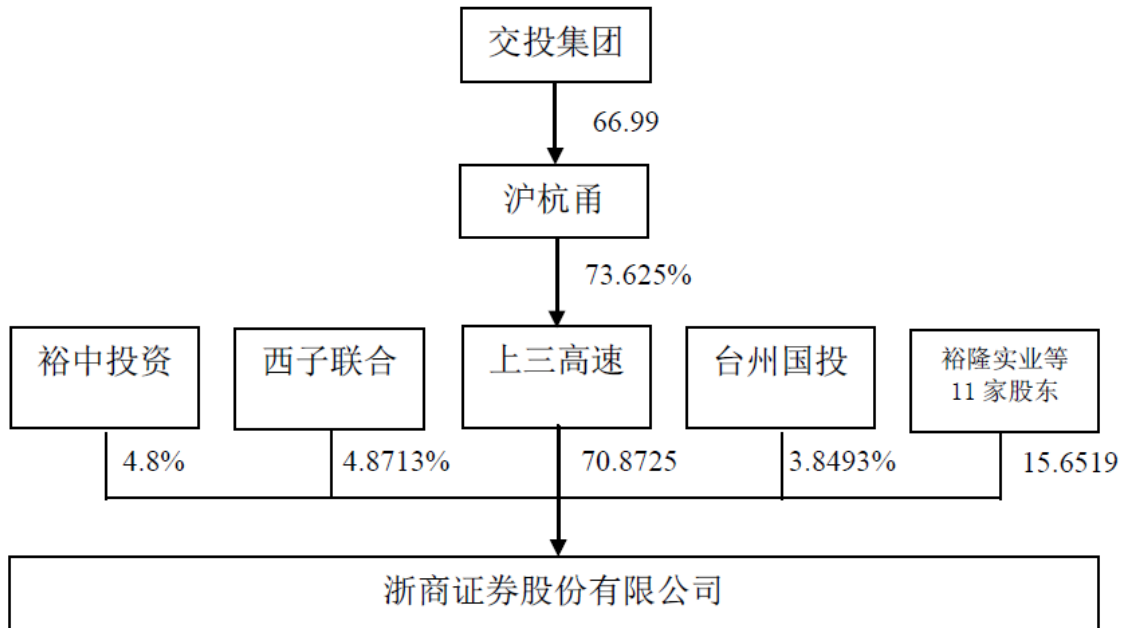 交投集团
66.99
沪杭甬
73.625%
裕中投资
西子联合
上三高速
台州国投
裕隆实业等
11 家股东
4.8%
4.8713%
70.8725
3.8493%
15.6519
浙商证券股份有限公司